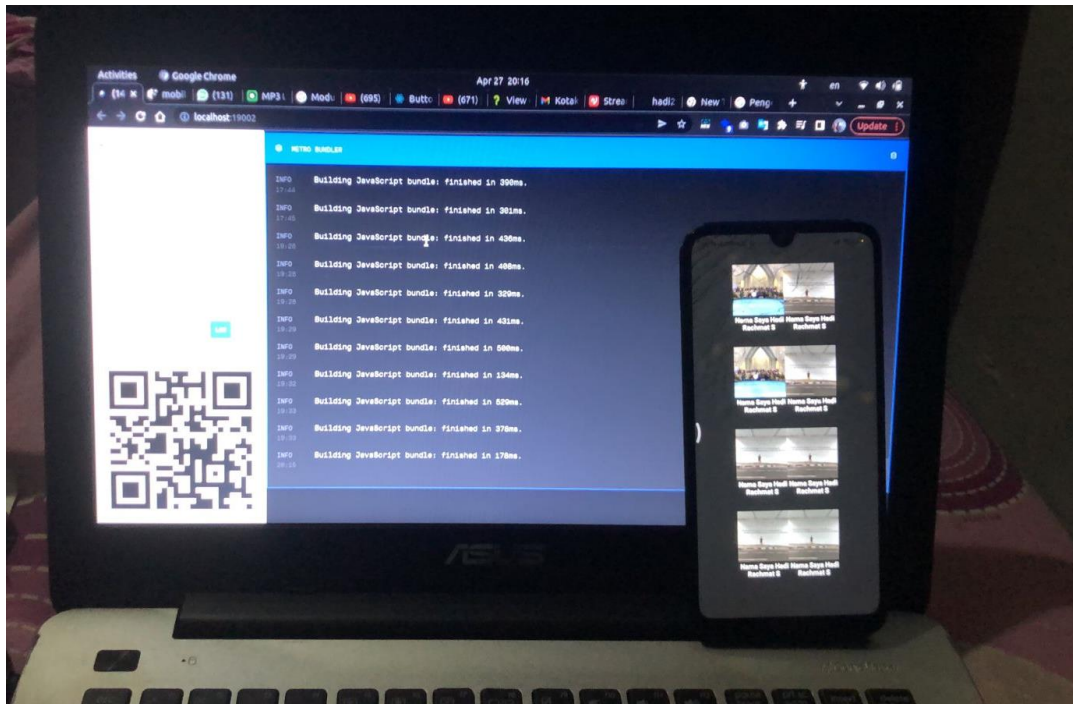 Activities Google Chrome Apr 27 20:16 en
(131) MP3 Modu (695) Butto (671) ? View Kotak Strea hadi2 New Peng
localhost:19002 Update
METRO BUNDLER
INFO Building JavaScript bundle: finished in 390ms.
17:44
INFO Building JavaScript bundle: finished in 301ms.
17:45
INFO Building JavaScript bundle: finished in 436ms.
INFO Building JavaScript bundle: finished in 408ms.
INFO Building JavaScript bundle: finished in 329ms.
INFO Building JavaScript bundle: finished in 431ms.
INFO Building JavaScript bundle: finished in 500ms.
INFO Building JavaScript bundle: finished in 134ms.
INFO Building JavaScript bundle: finished in 629ms.
INFO Building JavaScript bundle: finished in 378ms.
INFO Building JavaScript bundle: finished in 178ms.
Nama Saya Hadi Nama Saya Hadi
Rachmat S Rachmat S
Nama Saya Hadi Nama Saya Hadi
Rachmat S Rachmat S
Nama Saya Hadi Nama Saya Hadi
Rachmat S Rachmat S
Nama Saya Hadi Nama Saya Hadi
Rachmat S Rachmat S
ASUS